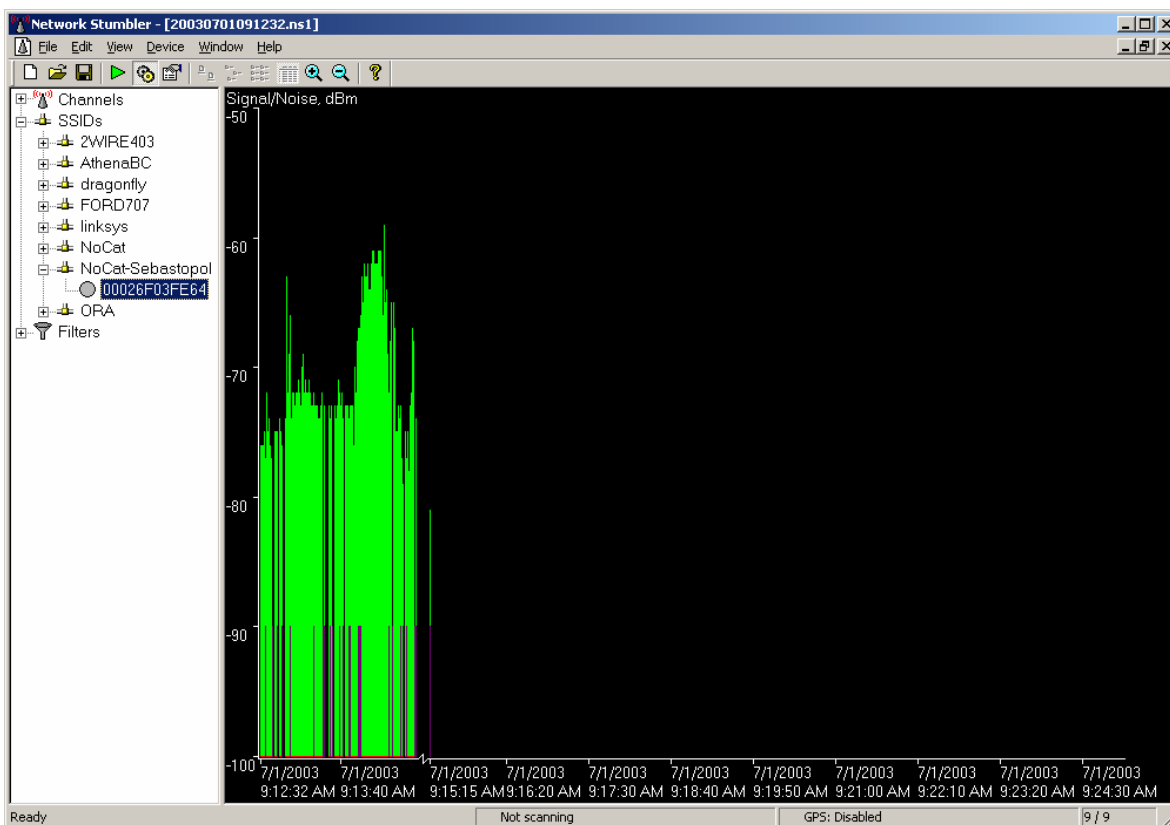 Network Stumbler - [20030701091232.ns1]
File Edit View Device Window Help
Channels
SSIDs
2WIRE403
AthenaBC
dragonfly
FORD707
linksys
NoCat
NoCat-Sebastopol
00026F03FE64
ORA
Filters
Signal/Noise, dBm
-50
-60
-70
-80
-90
-100
7/1/2003 7/1/2003 7/1/2003 7/1/2003 7/1/2003 7/1/2003 7/1/2003 7/1/2003 7/1/2003 7/1/2003 7/1/2003
9:12:32 AM 9:13:40 AM 9:15:15 AM 9:16:20 AM 9:17:30 AM 9:18:40 AM 9:19:50 AM 9:21:00 AM 9:22:10 AM 9:23:20 AM 9:24:30 AM
Ready Not scanning GPS: Disabled 9 / 9